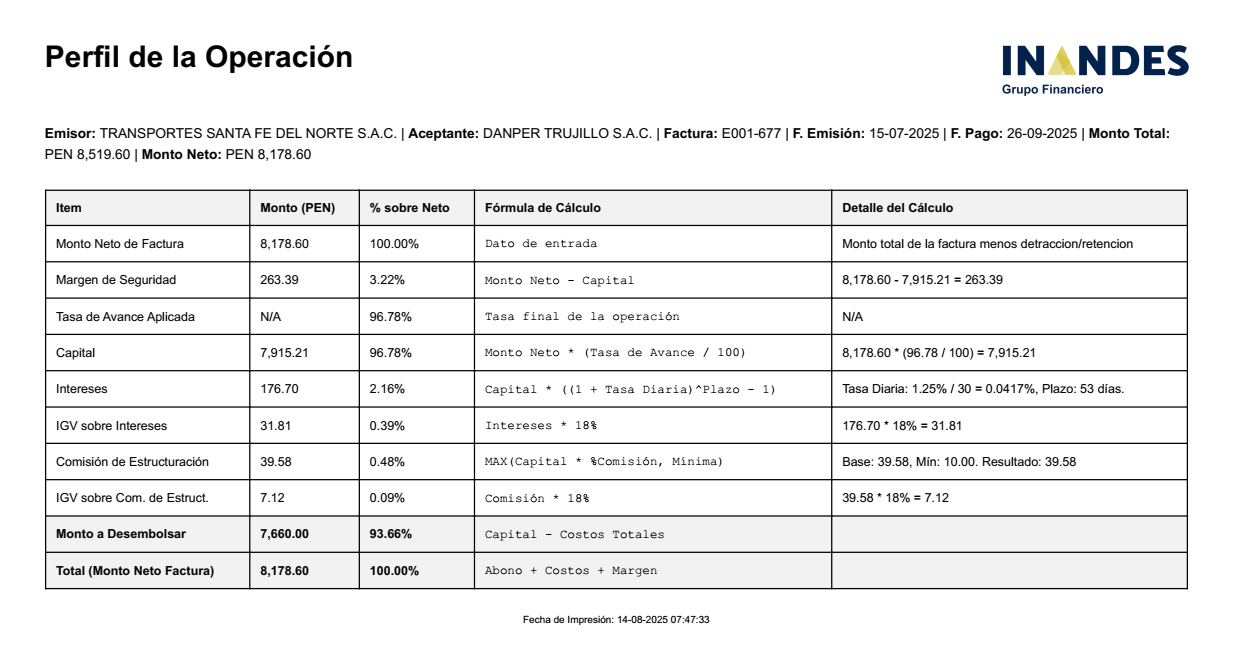 Perfil de la Operación
INANDES
Grupo Financiero
Emisor: TRANSPORTES SANTA FE DEL NORTE S.A.C. | Aceptante: DANPER TRUJILLO S.A.C. | Factura: E001-677 | F. Emisión: 15-07-2025 | F. Pago: 26-09-2025 | Monto Total:
PEN 8,519.60 | Monto Neto: PEN 8,178.60
Item Monto (PEN) % sobre Neto Fórmula de Cálculo Detalle del Cálculo
Monto Neto de Factura 8,178.60 100.00% Dato de entrada Monto total de la factura menos detraccion/retencion
Margen de Seguridad 263.39 3.22% Monto Neto - Capital 8,178.60 - 7,915.21 = 263.39
Tasa de Avance Aplicada N/A 96.78% Tasa final de la operación N/A
Capital 7,915.21 96.78% Monto Neto * (Tasa de Avance / 100) 8,178.60 * (96.78 / 100) = 7,915.21
Intereses 176.70 2.16% Capital * ((1 + Tasa Diaria)^Plazo - 1) Tasa Diaria: 1.25% / 30 = 0.0417%, Plazo: 53 días.
IGV sobre Intereses 31.81 0.39% Intereses * 18% 176.70 * 18% = 31.81
Comisión de Estructuración 39.58 0.48% MAX(Capital * %Comisión, Mínima) Base: 39.58, Mín: 10.00. Resultado: 39.58
IGV sobre Com. de Estruct. 7.12 0.09% Comisión * 18% 39.58 * 18% = 7.12
Monto a Desembolsar 7,660.00 93.66% Capital - Costos Totales
Total (Monto Neto Factura) 8,178.60 100.00% Abono + Costos + Margen
Fecha de Impresión: 14-08-2025 07:47:33